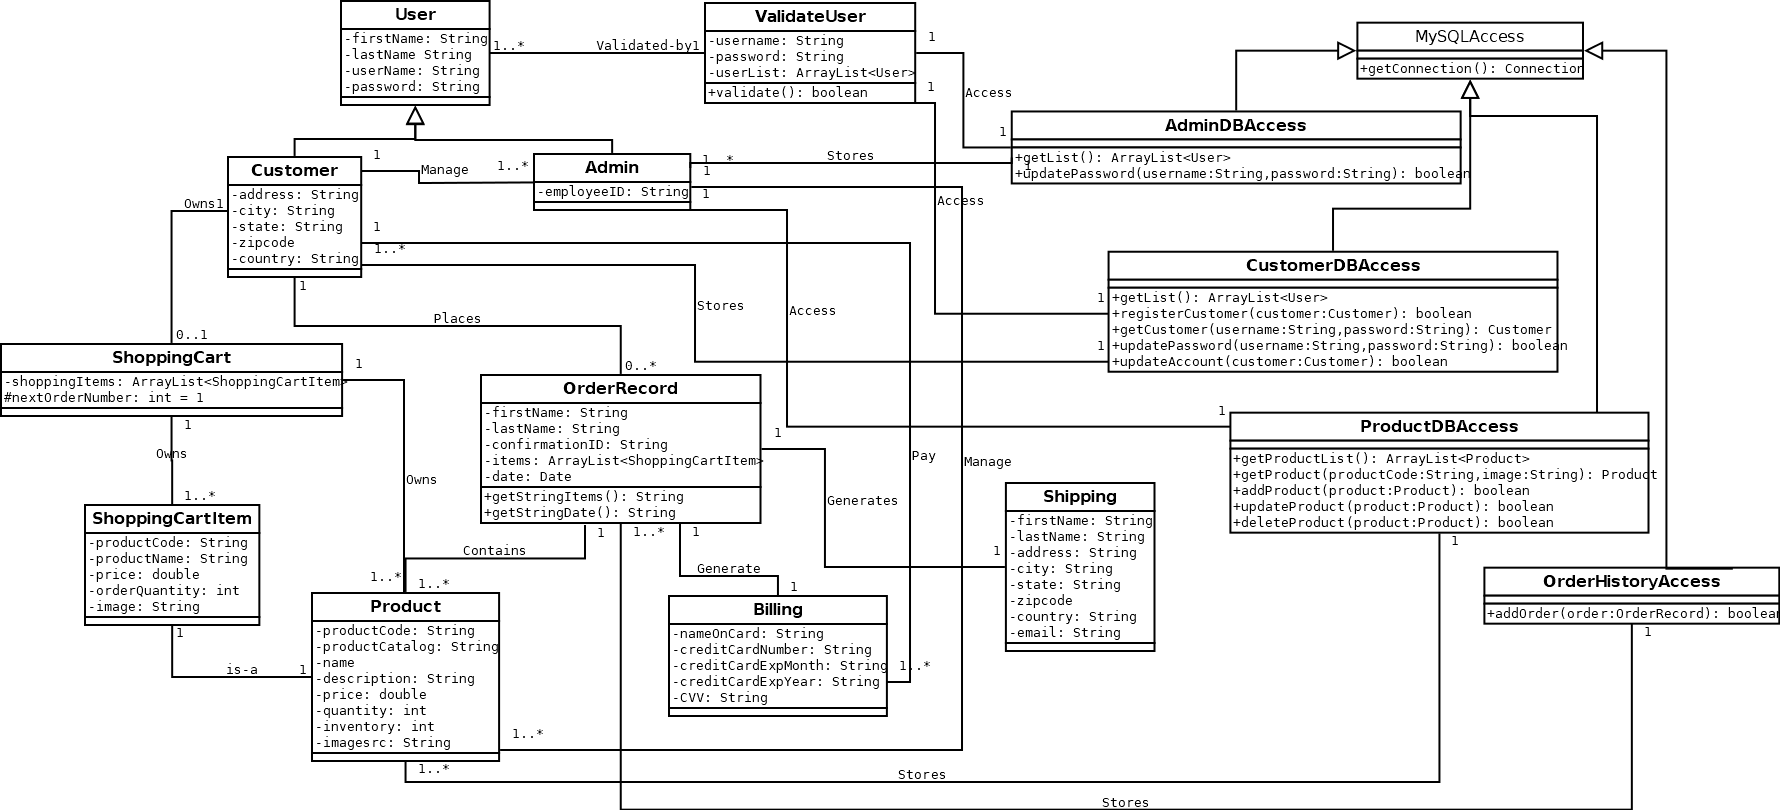 User
-firstName: String
-lastName String
-userName: String
-password: String
1..*
Validated-by1
ValidateUser
-username: String
-password: String
-userList: ArrayList<User>
+validate(): boolean
1
1
Access
1
MySQLAccess
+getConnection(): Connection
AdminDBAccess
+getList(): ArrayList<User>
+updatePassword(username:String,password:String): boolean
1
Customer
-address: String
-city: String
-state: String
-zipcode
-country: String
1
Manage
1..*
Admin
-employeeID: String
1..*
Stores
1
1
Access
Owns1
1
1..*
1
Stores
Access
Places
0..1
0..*
CustomerDBAccess
+getList(): ArrayList<User>
+registerCustomer(customer:Customer): boolean
+getCustomer(username:String,password:String): Customer
+updatePassword(username:String,password:String): boolean
+updateAccount(customer:Customer): boolean
1
1
ShoppingCart
-shoppingItems: ArrayList<ShoppingCartItem>
#nextOrderNumber: int = 1
1
1
Owns
1..*
Owns
OrderRecord
-firstName: String
-lastName: String
-confirmationID: String
-items: ArrayList<ShoppingCartItem>
-date: Date
+getStringItems(): String
+getStringDate(): String
1
Generates
1
Pay
Manage
1
ProductDBAccess
+getProductList(): ArrayList<Product>
+getProduct(productCode:String,image:String): Product
+addProduct(product:Product): boolean
+updateProduct(product:Product): boolean
+deleteProduct(product:Product): boolean
1
Shipping
-firstName: String
-lastName: String
-address: String
-city: String
-state: String
-zipcode
-country: String
-email: String
ShoppingCartItem
-productCode: String
-productName: String
-price: double
-orderQuantity: int
-image: String
1
is-a
1
1
1..*
1
Contains
1..*
1..*
Generate
1
Product
-productCode: String
-productCatalog: String
-name
-description: String
-price: double
-quantity: int
-inventory: int
-imagesrc: String
1..*
1..*
Billing
-nameOnCard: String
-creditCardNumber: String
-creditCardExpMonth: String
-creditCardExpYear: String
-CVV: String
1..*
OrderHistoryAccess
+addOrder(order:OrderRecord): boolean
1
Stores
Stores